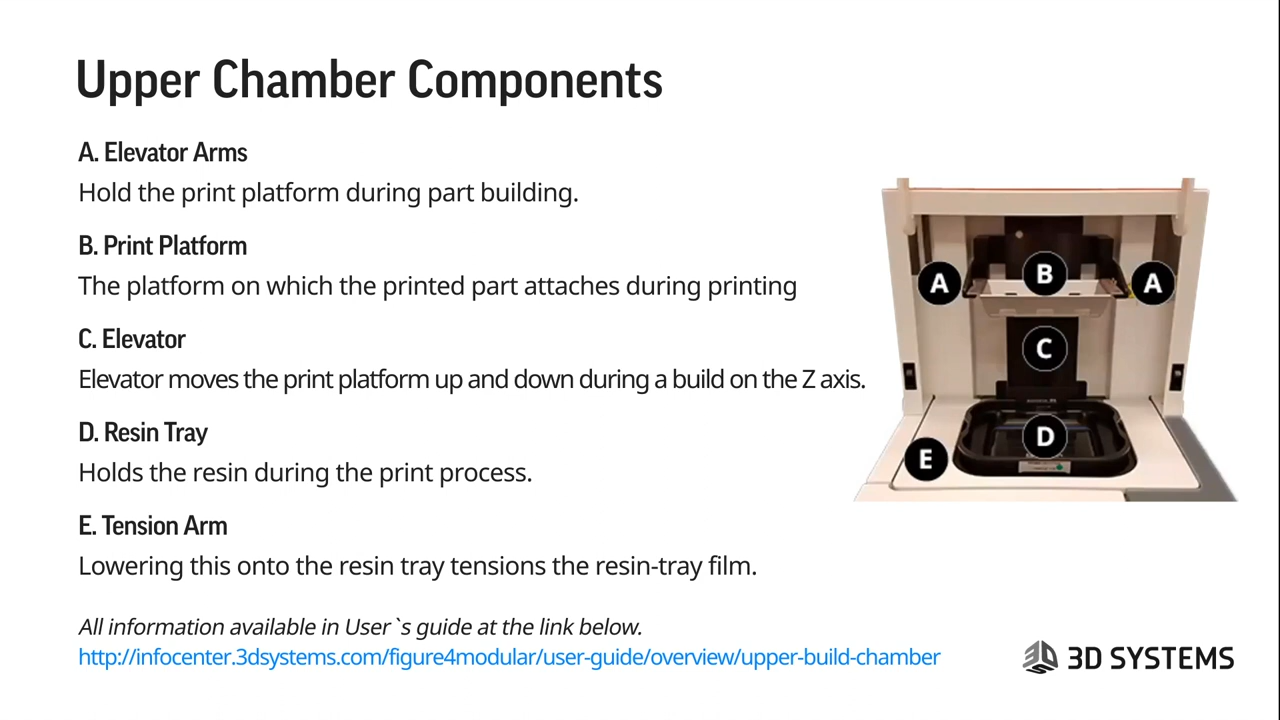 Upper Chamber Components
A. Elevator Arms
Hold the print platform during part building.
B. Print Platform
The platform on which the printed part attaches during printing
C. Elevator
Elevator moves the print platform up and down during a build on the Z axis.
D. Resin Tray
Holds the resin during the print process.
E. Tension Arm
Lowering this onto the resin tray tensions the resin-tray film.
All information available in User`s guide at the link below.
http://infocenter.3dsystems.com/figure4modular/user-guide/overview/upper-build-chamber
A
B
A
C
D
E
3D SYSTEMS